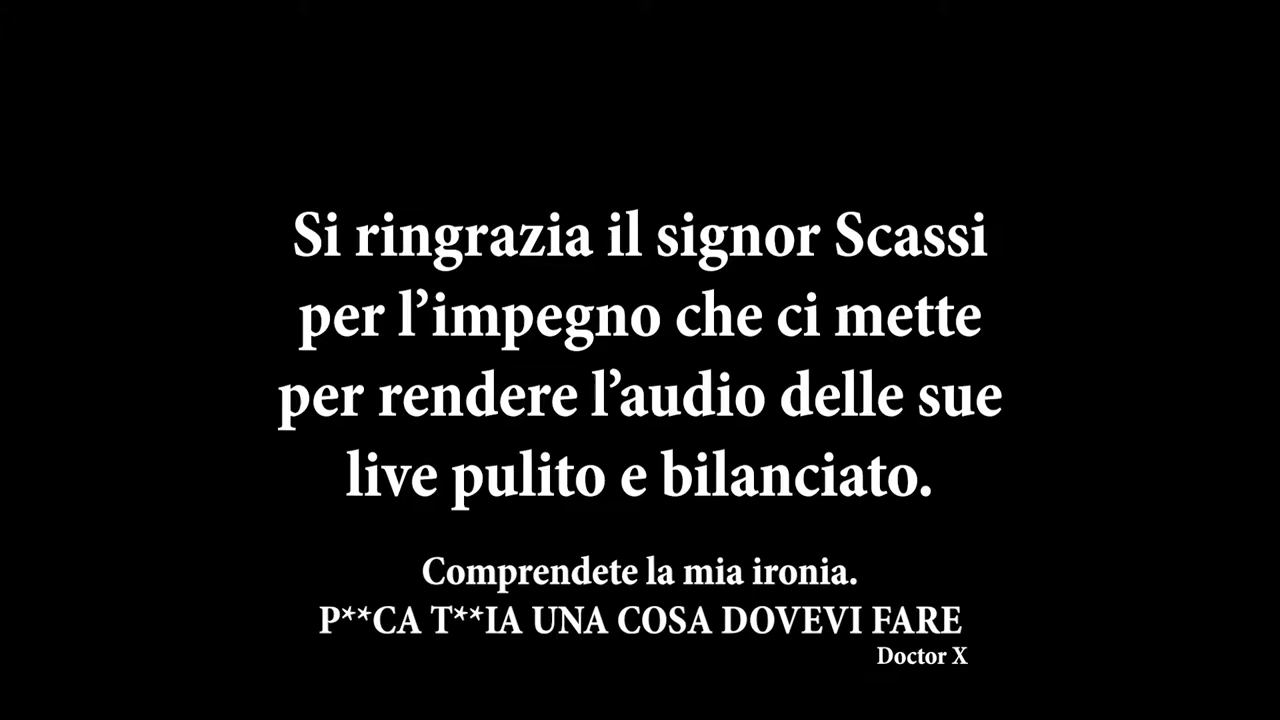 Si ringrazia il signor Scassi
per l’impegno che ci mette
per rendere l’audio delle sue
live pulito e bilanciato.
Comprendete la mia ironia.
P**CA T**IA UNA COSA DOVEVI FARE
Doctor X